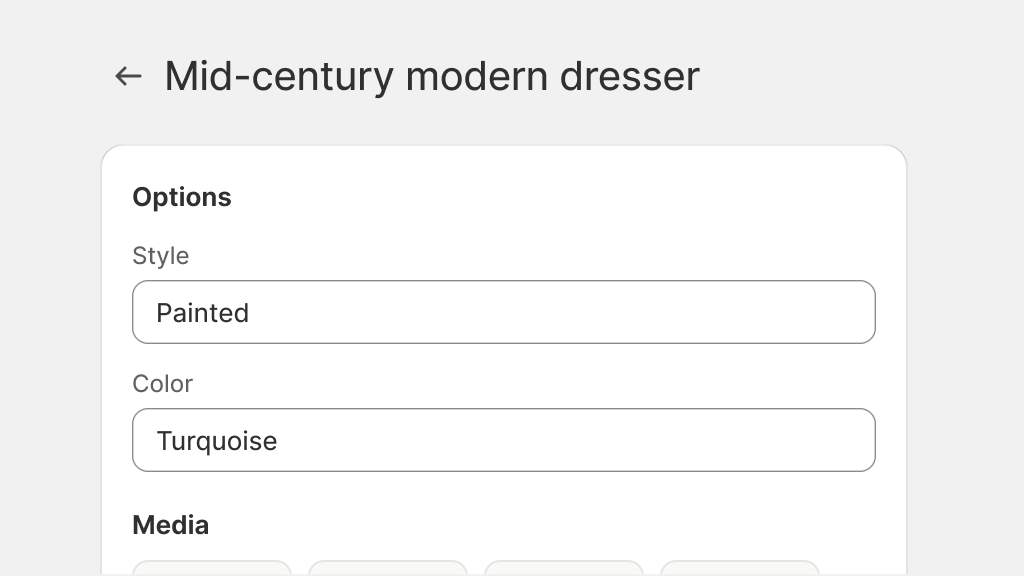 Mid-century modern dresser
Options
Style
Painted
Color
Turquoise
Media